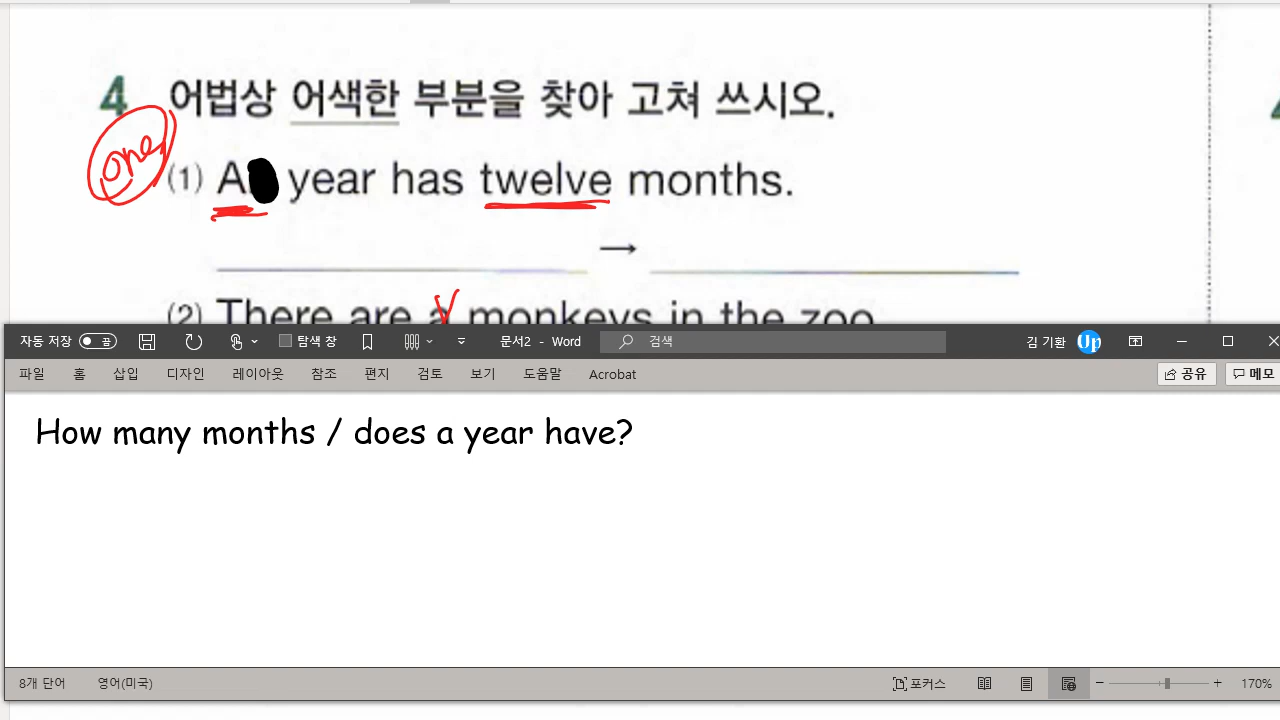 4 어법상 어색한 부분을 찾아 고쳐 쓰시오.
one
(1) A year has twelve months.
→
(2) There are a monkeys in the zoo
자동 저장 끔 탐색 창 문서2 - Word 검색 김 기환 Up
파일 홈 삽입 디자인 레이아웃 참조 편지 검토 보기 도움말 Acrobat 공유 메모
How many months / does a year have?
8개 단어 영어(미국) 포커스 - + 170%